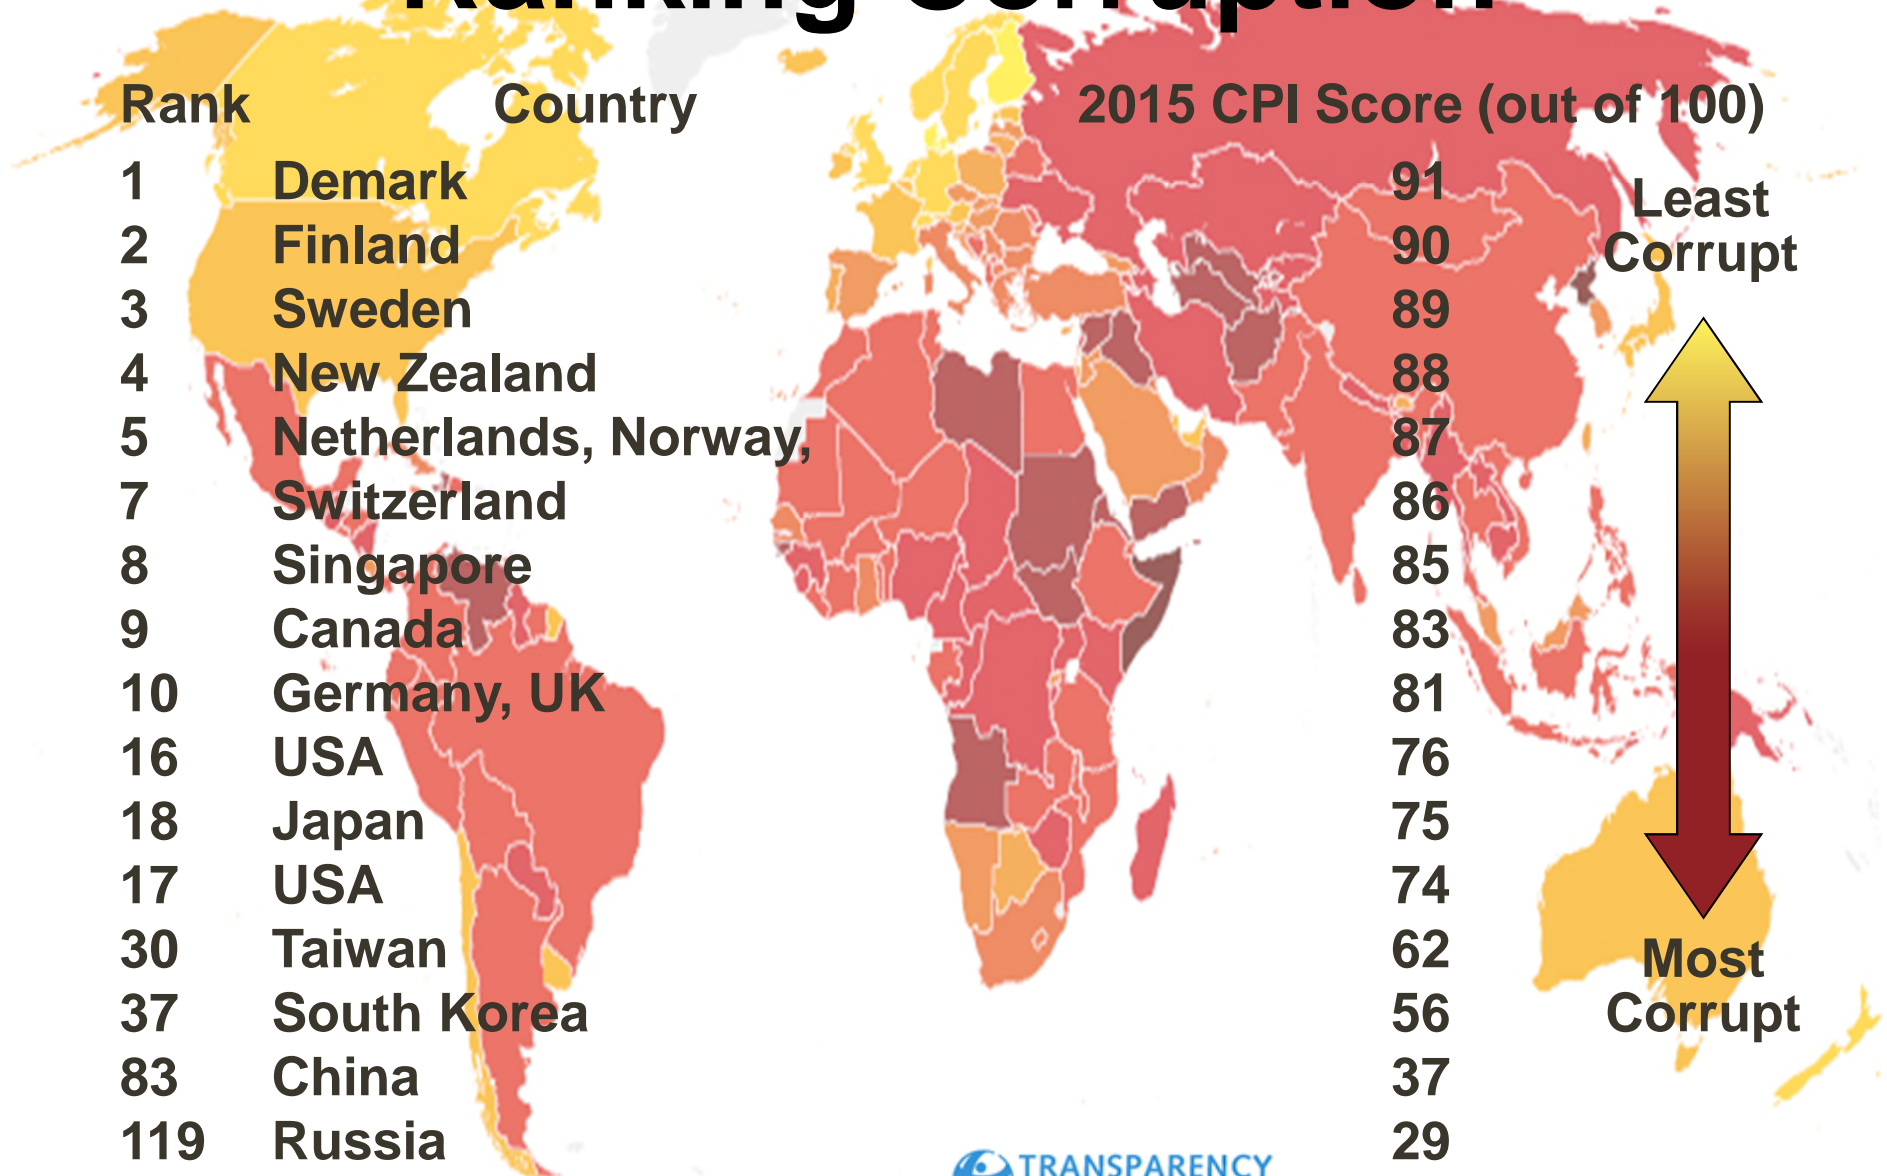 Ranking Corruption
Rank Country 2015 CPI Score (out of 100)
1 Demark 91
2 Finland 90
3 Sweden 89
4 New Zealand 88
5 Netherlands, Norway, 87
7 Switzerland 86
8 Singapore 85
9 Canada 83
10 Germany, UK 81
16 USA 76
18 Japan 75
17 USA 74
30 Taiwan 62
37 South Korea 56
83 China 37
119 Russia 29
Least
Corrupt
Most
Corrupt
TRANSPARENCY